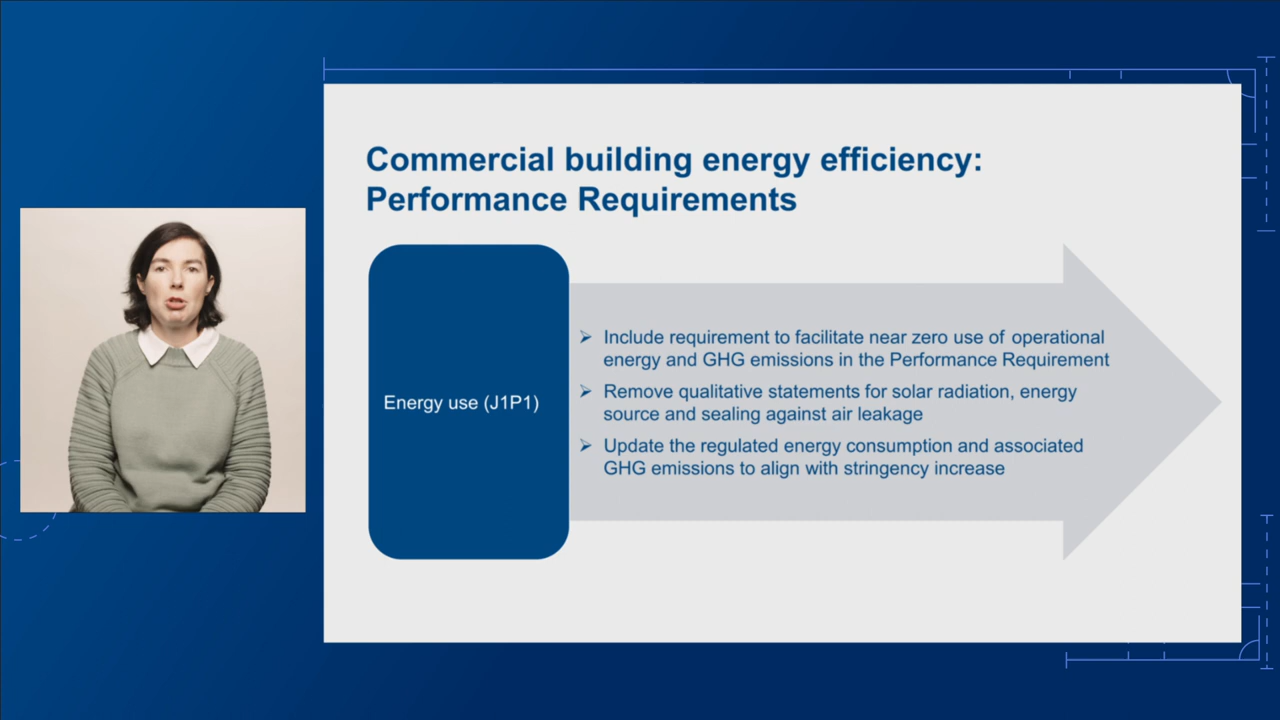 Commercial building energy efficiency:
Performance Requirements
Energy use (J1P1)
➢ Include requirement to facilitate near zero use of operational
energy and GHG emissions in the Performance Requirement
➢ Remove qualitative statements for solar radiation, energy
source and sealing against air leakage
➢ Update the regulated energy consumption and associated
GHG emissions to align with stringency increase